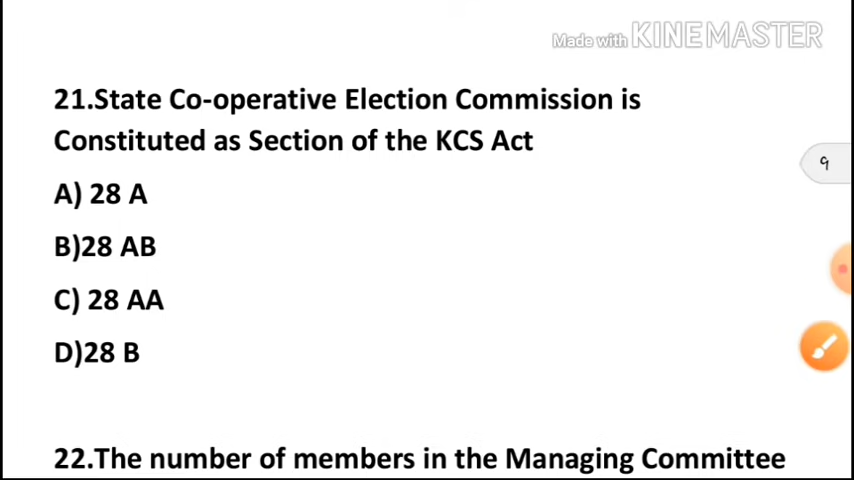 Made with KINEMASTER
21.State Co-operative Election Commission is
Constituted as Section of the KCS Act
A) 28 A
B)28 AB
C) 28 AA
D)28 B
22.The number of members in the Managing Committee